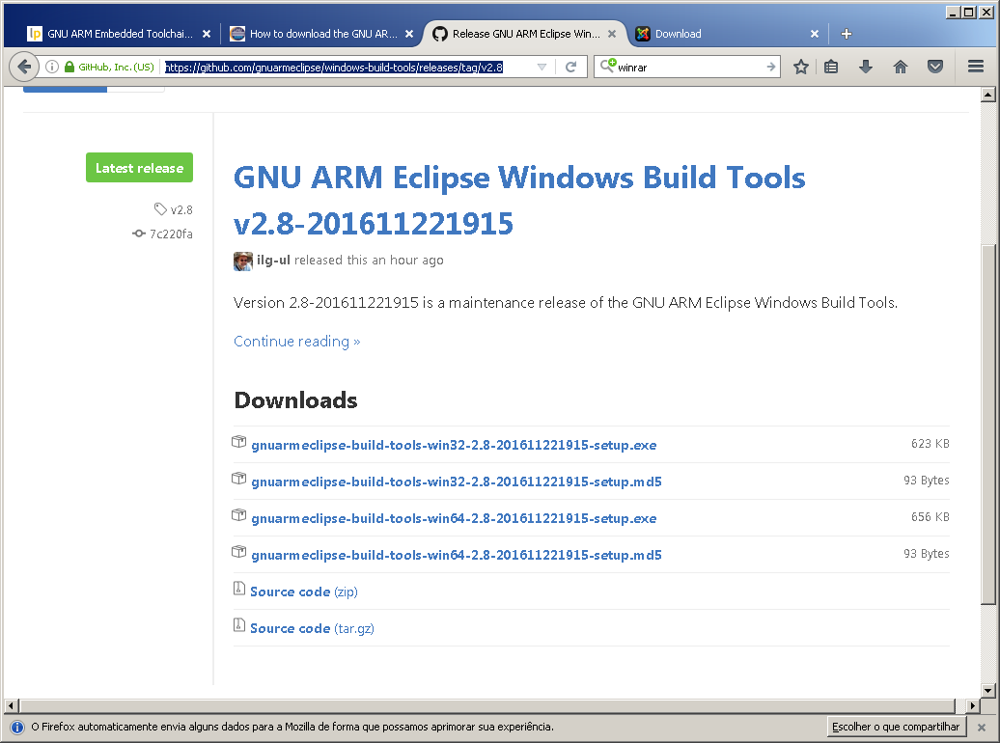 GNU ARM Embedded Toolchai...
How to download the GNU AR...
Release GNU ARM Eclipse Win...
Download
GitHub, Inc. (US)
https://github.com/gnuarmeclipse/windows-build-tools/releases/tag/v2.8
winrar
Latest release
v2.8
7c220fa
GNU ARM Eclipse Windows Build Tools
v2.8-201611221915
ilg-ul released this an hour ago
Version 2.8-201611221915 is a maintenance release of the GNU ARM Eclipse Windows Build Tools.
Continue reading »
Downloads
gnuarmeclipse-build-tools-win32-2.8-201611221915-setup.exe 623 KB
gnuarmeclipse-build-tools-win32-2.8-201611221915-setup.md5 93 Bytes
gnuarmeclipse-build-tools-win64-2.8-201611221915-setup.exe 656 KB
gnuarmeclipse-build-tools-win64-2.8-201611221915-setup.md5 93 Bytes
Source code (zip)
Source code (tar.gz)
O Firefox automaticamente envia alguns dados para a Mozilla de forma que possamos aprimorar sua experiência.
Escolher o que compartilhar